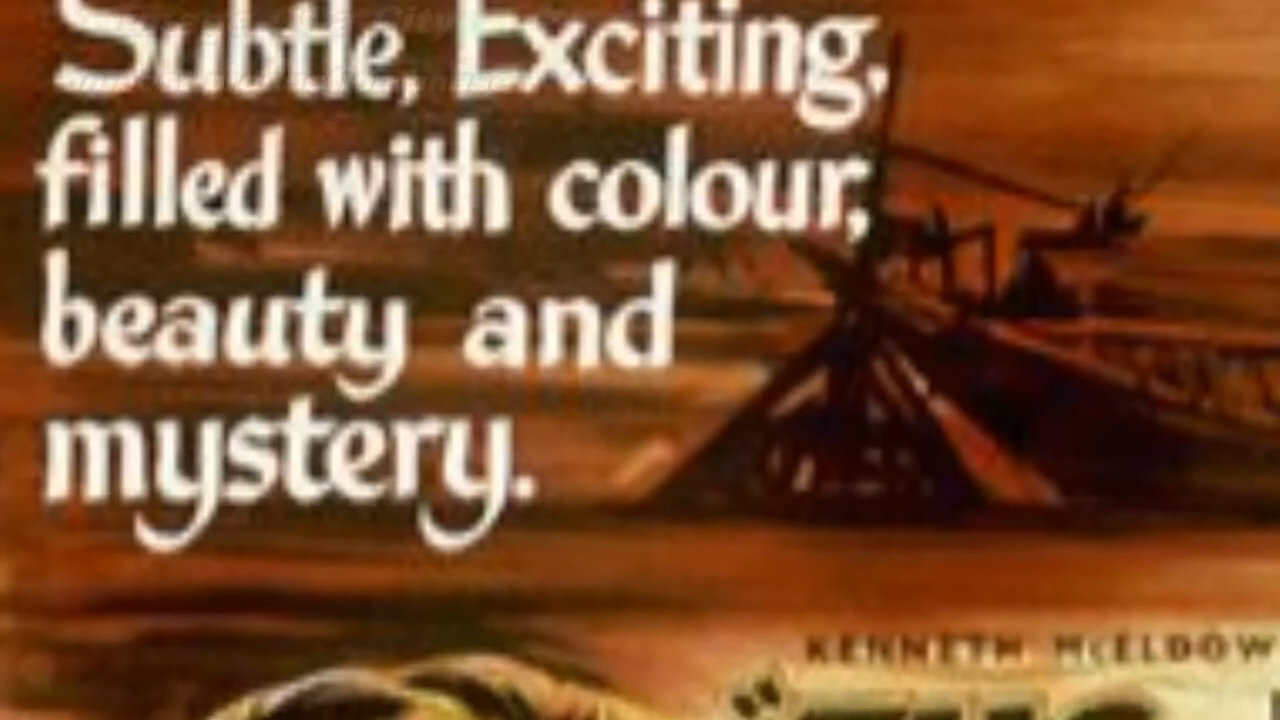 Subtle, Exciting,
filled with colour,
beauty and
mystery.
KENNETH McELDOW